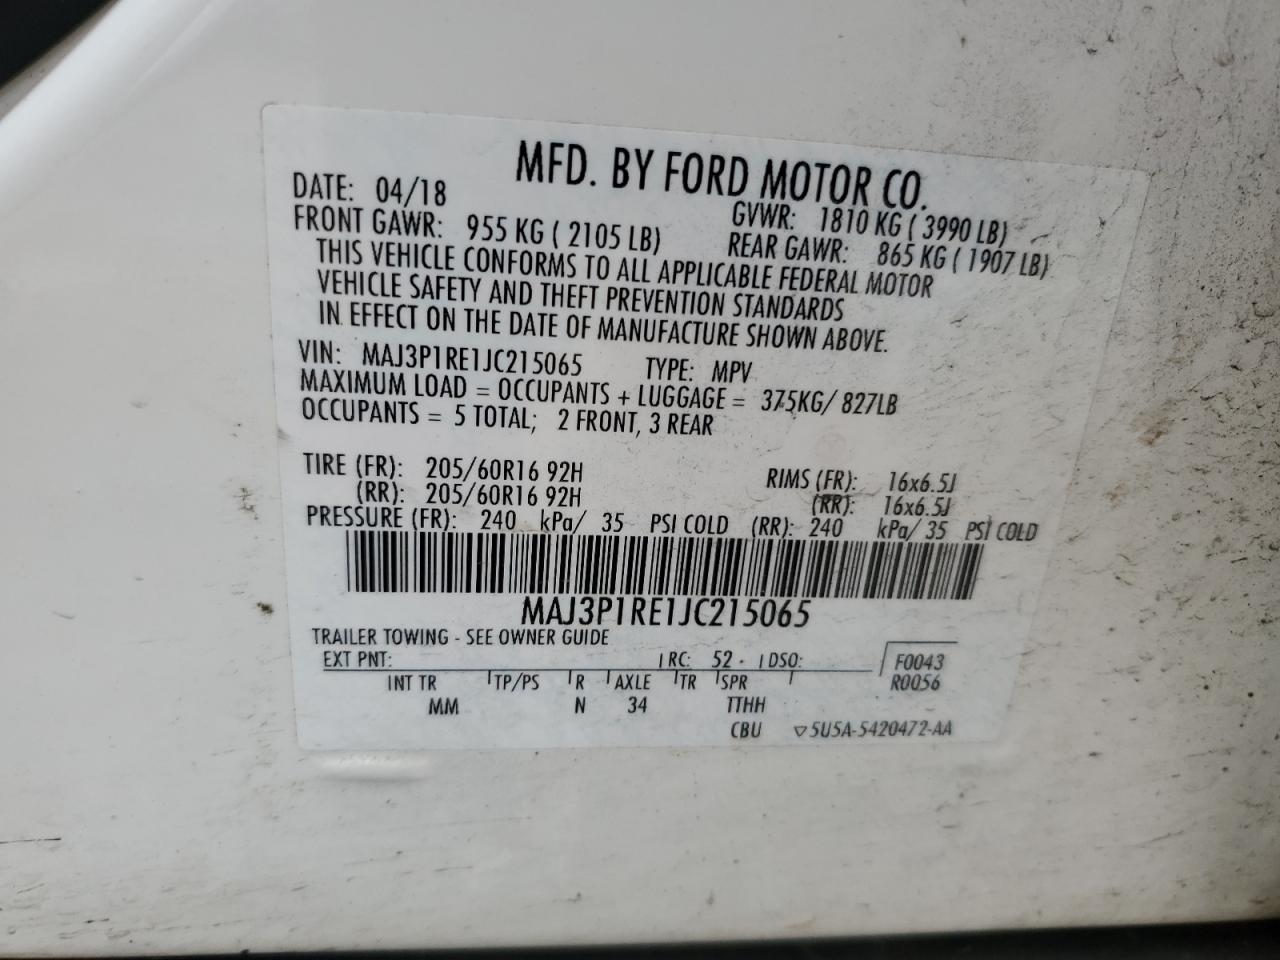 MFD. BY FORD MOTOR CO.
DATE: 04/18 GVWR: 1810 KG ( 3990 LB)
FRONT GAWR: 955 KG ( 2105 LB) REAR GAWR: 865 KG ( 1907 LB)
THIS VEHICLE CONFORMS TO ALL APPLICABLE FEDERAL MOTOR
VEHICLE SAFETY AND THEFT PREVENTION STANDARDS
IN EFFECT ON THE DATE OF MANUFACTURE SHOWN ABOVE.
VIN: MAJ3P1RE1JC215065 TYPE: MPV
MAXIMUM LOAD = OCCUPANTS + LUGGAGE = 375KG/ 827LB
OCCUPANTS = 5 TOTAL; 2 FRONT, 3 REAR
TIRE (FR): 205/60R16 92H RIMS (FR): 16x6.5J
(RR): 205/60R16 92H (RR): 16x6.5J
PRESSURE (FR): 240 kPa/ 35 PSI COLD (RR): 240 kPa/ 35 PSI COLD
MAJ3P1RE1JC215065
TRAILER TOWING - SEE OWNER GUIDE
EXT PNT: RC: 52 DSO: F0043
INT TR TP/PS R AXLE TR SPR R0056
MM N 34 TTHH
CBU ▽5U5A-5420472-AA